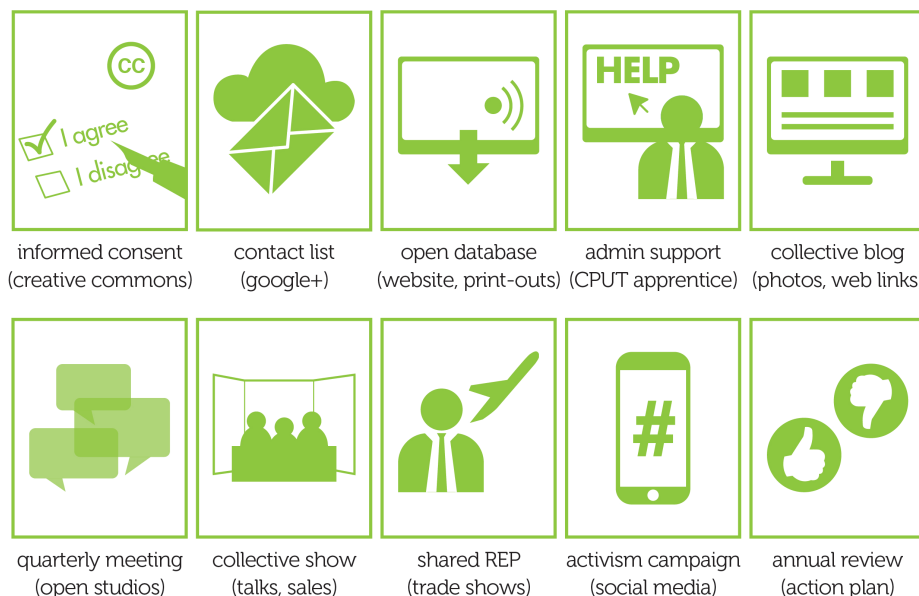 CC
I agree
I disagree
HELP
informed consent
(creative commons)
contact list
(google+)
open database
(website, print-outs)
admin support
(CPUT apprentice)
collective blog
(photos, web links
#
quarterly meeting
(open studios)
collective show
(talks, sales)
shared REP
(trade shows)
activism campaign
(social media)
annual review
(action plan)